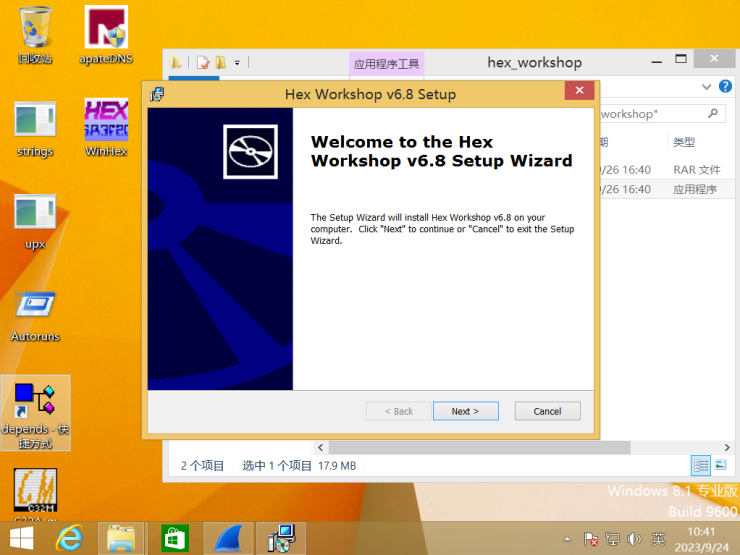 回收站
apateDNS
strings
HEX
WinHex
upx
Autoruns
depends - 快
捷方式
C32M
应用程序工具
hex_workshop
workshop"
类型
/26 16:40
RAR 文件
/26 16:40
应用程序
Hex Workshop v6.8 Setup
Welcome to the Hex
Workshop v6.8 Setup Wizard
The Setup Wizard will install Hex Workshop v6.8 on your
computer. Click "Next" to continue or "Cancel" to exit the Setup
Wizard.
< Back
Next >
Cancel
2 个项目
选中 1 个项目 17.9 MB
Windows 8.1 专业版
Build 9600
英
10:41
2023/9/24